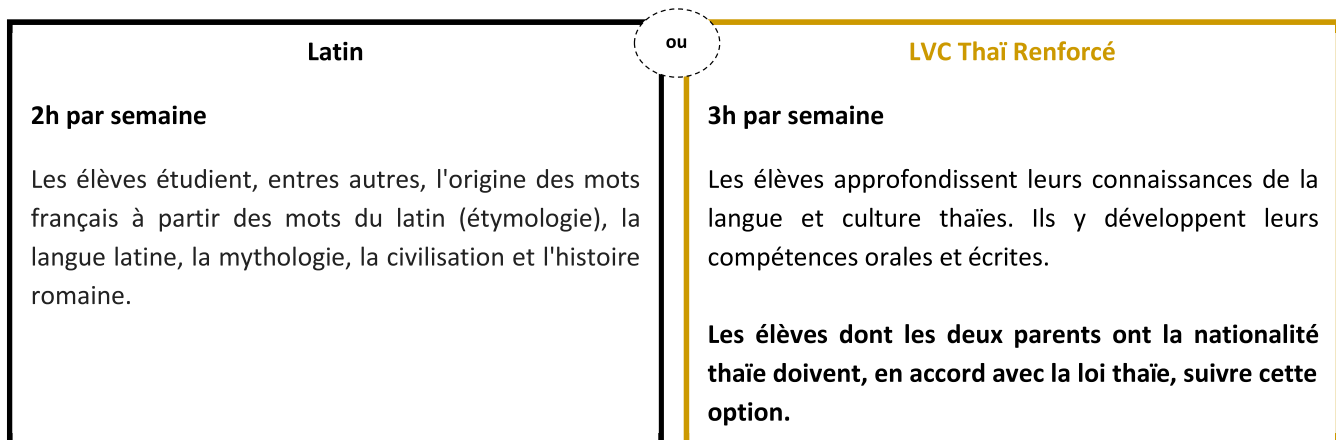 Latin
2h par semaine
Les élèves étudient, entres autres, l'origine des mots
français à partir des mots du latin (étymologie), la
langue latine, la mythologie, la civilisation et l'histoire
romaine.
ou
LVC Thaï Renforcé
3h par semaine
Les élèves approfondissent leurs connaissances de la
langue et culture thaïes. Ils y développent leurs
compétences orales et écrites.
Les élèves dont les deux parents ont la nationalité
thaïe doivent, en accord avec la loi thaïe, suivre cette
option.